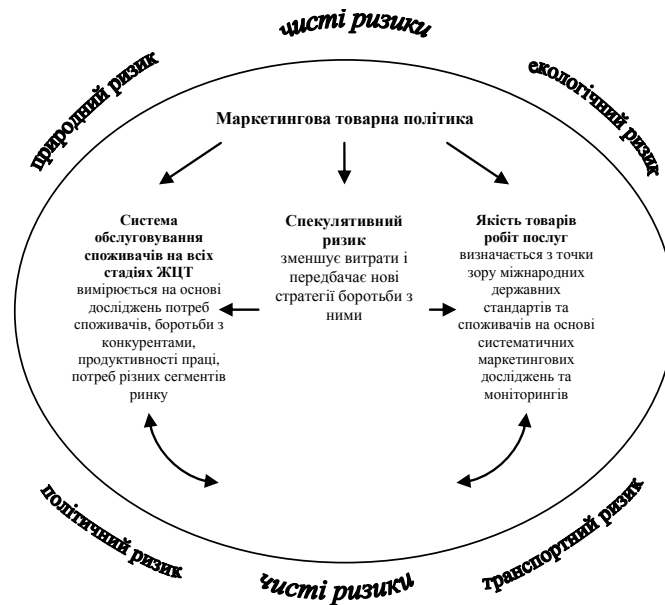 чисті ризики
природний ризик
екологічний ризик
Маркетингова товарна політика
Система
обслуговування
споживачів на всіх
стадіях ЖЦТ
вимірюється на основі
досліджень потреб
споживачів, боротьби з
конкурентами,
продуктивності праці,
потреб різних сегментів
ринку
Спекулятивний
ризик
зменшує витрати і
передбачає нові
стратегії боротьби з
ними
Якість товарів
робіт послуг
визначається з точки
зору міжнародних
державних
стандартів та
споживачів на основі
систематичних
маркетингових
досліджень та
моніторингів
політичний ризик
чисті ризики
транспортний ризик